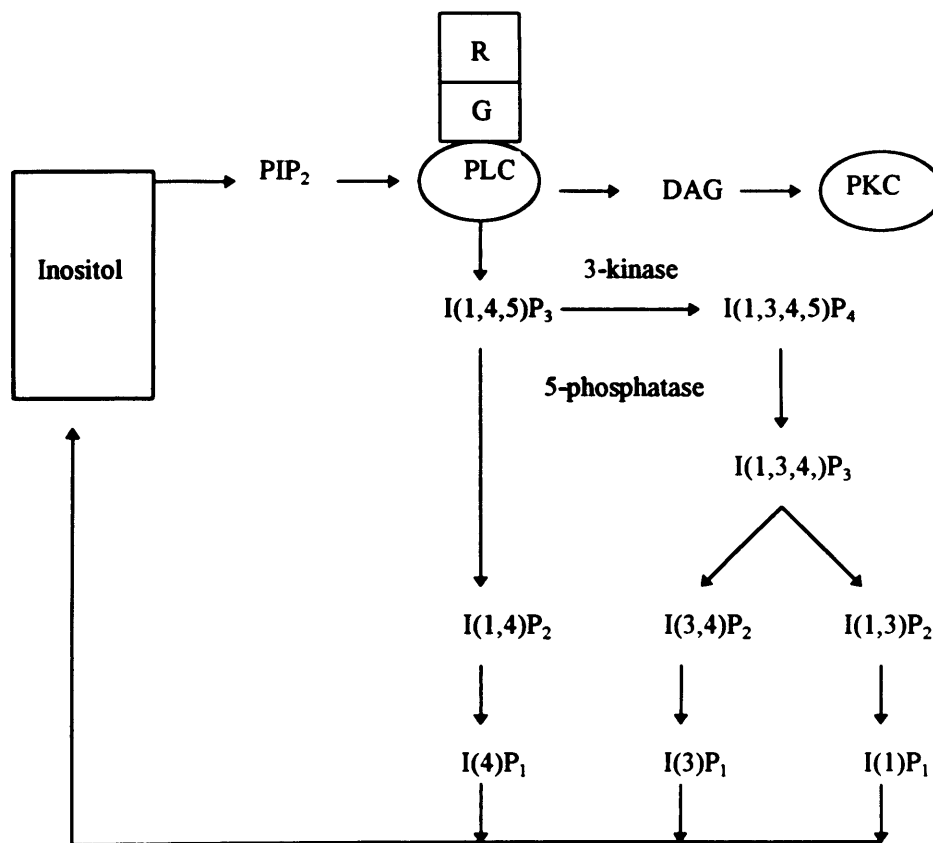 R
G
PIP₂
PLC
DAG
PKC
Inositol
3-kinase
I(1,4,5)P₃
I(1,3,4,5)P₄
5-phosphatase
I(1,3,4,)P₃
I(1,4)P₂
I(3,4)P₂
I(1,3)P₂
I(4)P₁
I(3)P₁
I(1)P₁